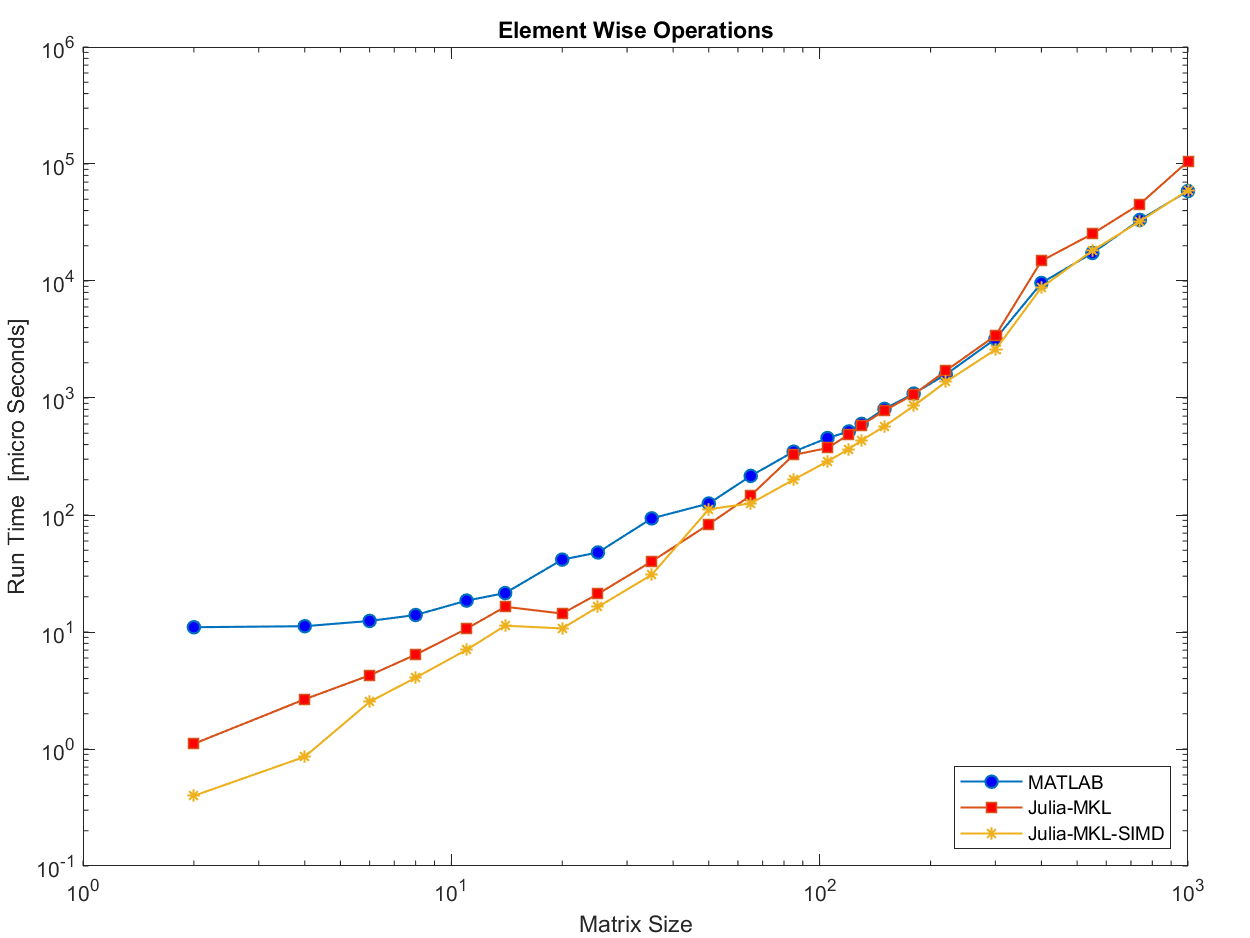 Element Wise Operations
10^6
10^5
10^4
10^3
10^2
10^1
10^0
10^-1
Run Time  [micro Seconds]
MATLAB
Julia-MKL
Julia-MKL-SIMD
10^0
10^1
10^2
10^3
Matrix Size